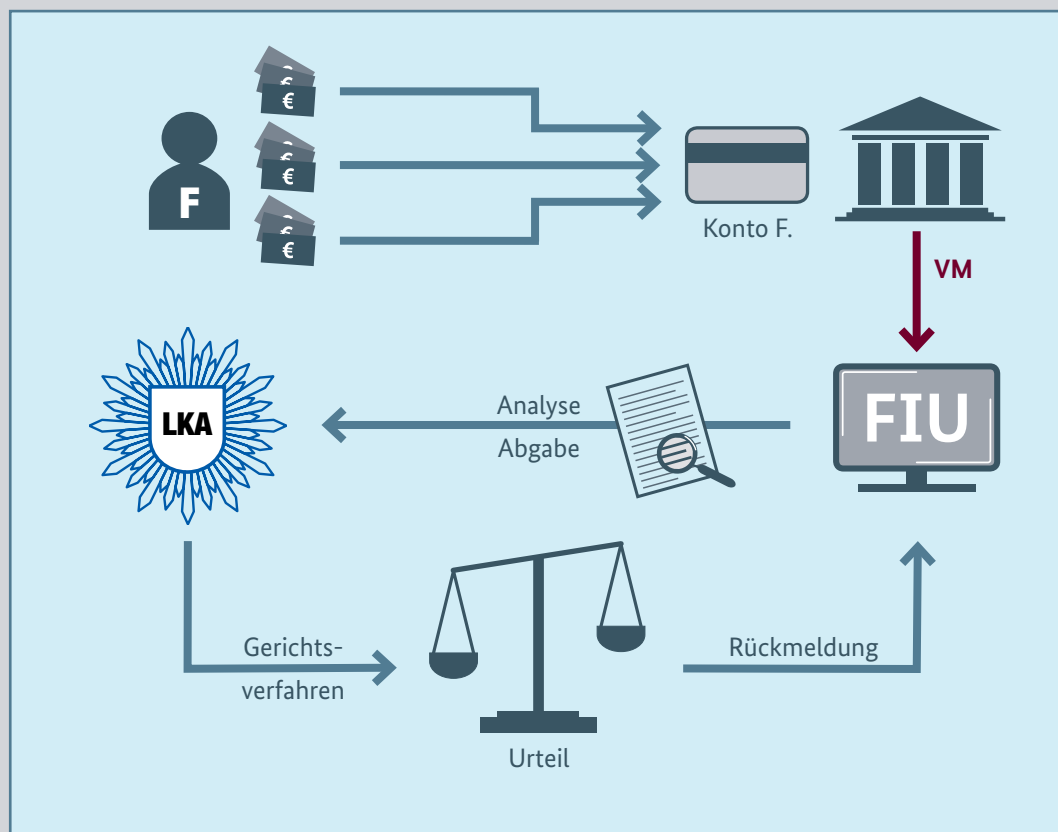 €
€
€
F
€
€
€
€
€
€
Konto F.
VM
LKA
Analyse
Abgabe
FIU
Gerichts-
verfahren
Rückmeldung
Urteil